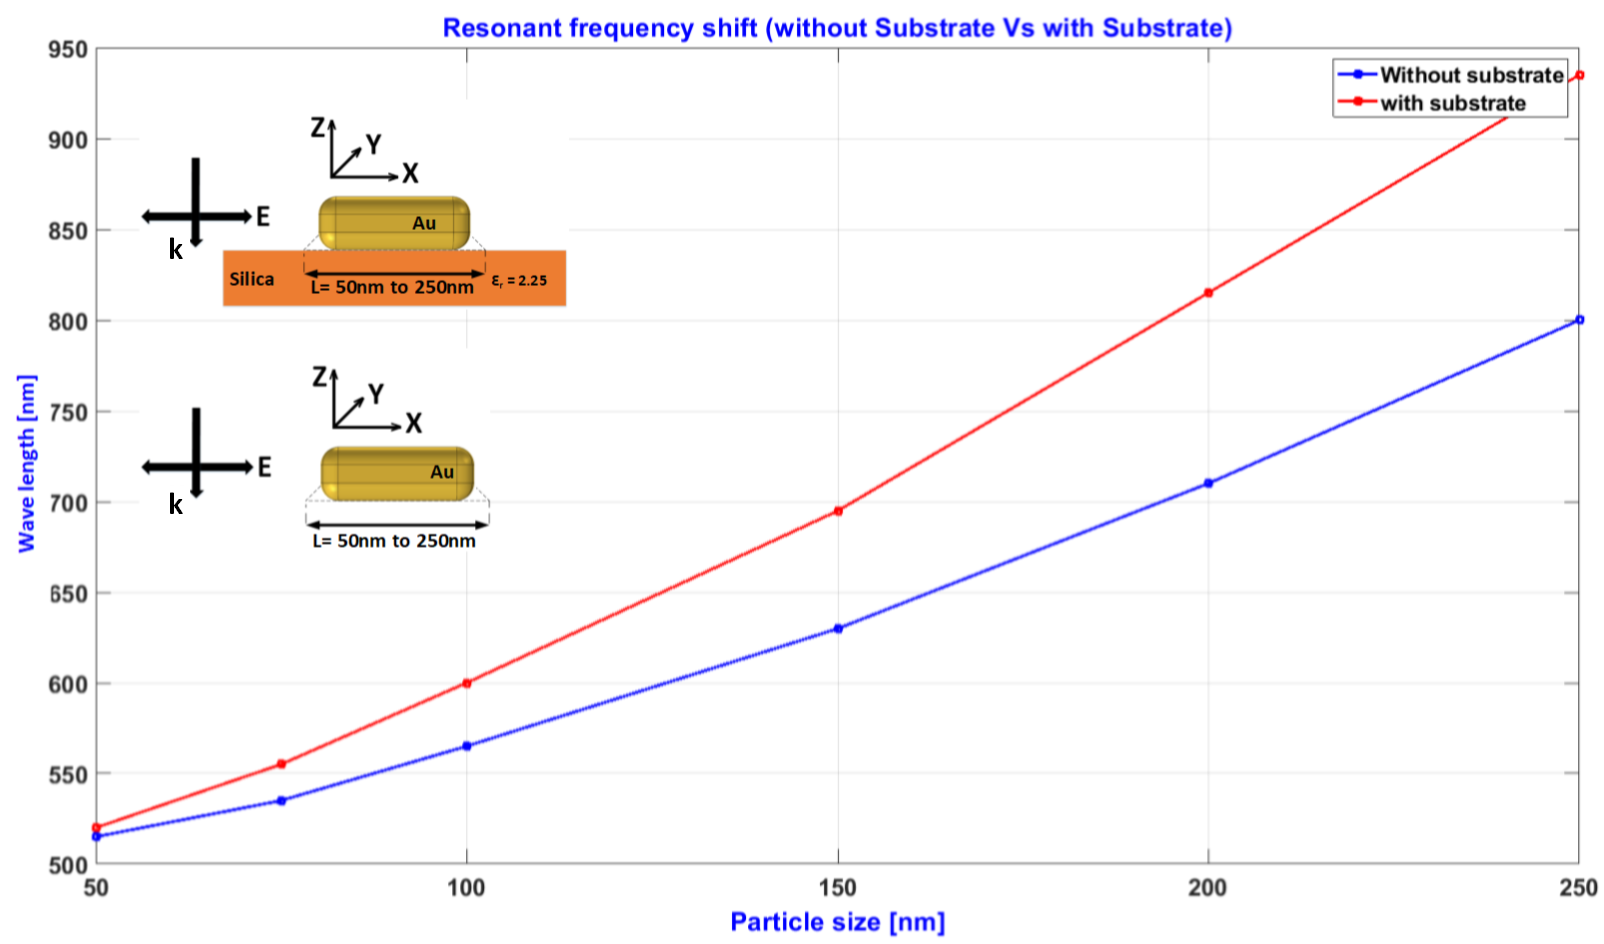 Resonant frequency shift (without Substrate Vs with Substrate)
Without substrate
with substrate
950
900
850
800
750
700
650
600
550
500
Wave length [nm]
Z
Y
X
E
k
Au
Silica
L= 50nm to 250nm
εr = 2.25
Z
Y
X
E
k
Au
L= 50nm to 250nm
50
100
150
200
250
Particle size [nm]